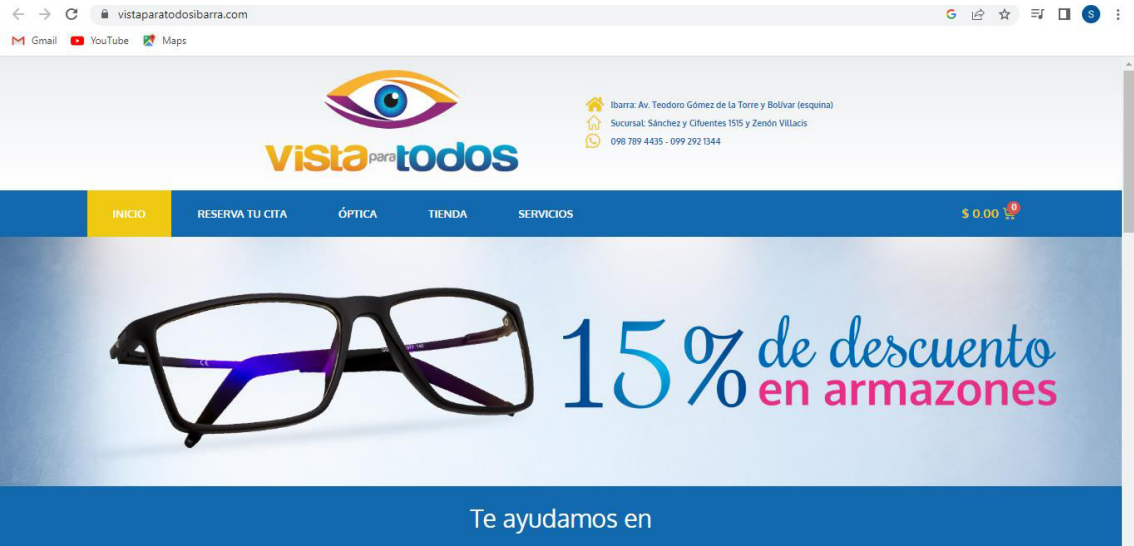 vistaparatodosibarra.com
G
S
Gmail
YouTube
Maps
Vista para todos
Ibarra: Av. Teodoro Gómez de la Torre y Bolívar (esquina)
Sucursal: Sánchez y Cifuentes 1515 y Zenón Villacis
098 789 4435 - 099 292 1344
INICIO RESERVA TU CITA ÓPTICA TIENDA SERVICIOS $ 0.00 0
15% de descuento
en armazones
Te ayudamos en